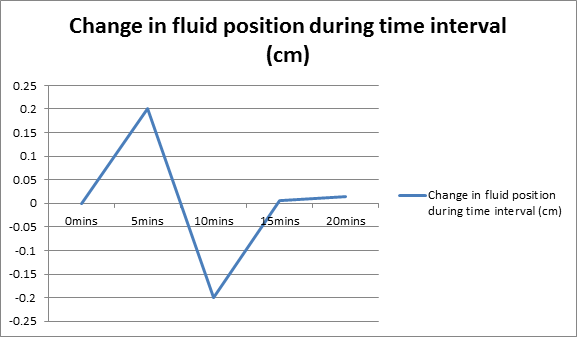 Change in fluid position during time interval
(cm)
0.25
0.2
0.15
0.1
0.05
0
-0.05
-0.1
-0.15
-0.2
-0.25
0mins 5mins 10mins 15mins 20mins
Change in fluid position
during time interval (cm)